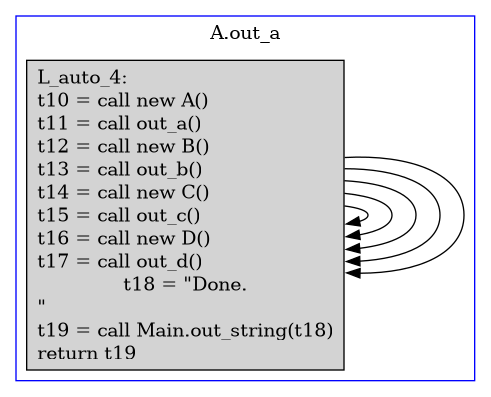 A.out_a
L_auto_4:
t10 = call new A()
t11 = call out_a()
t12 = call new B()
t13 = call out_b()
t14 = call new C()
t15 = call out_c()
t16 = call new D()
t17 = call out_d()
t18 = "Done.
"
t19 = call Main.out_string(t18)
return t19